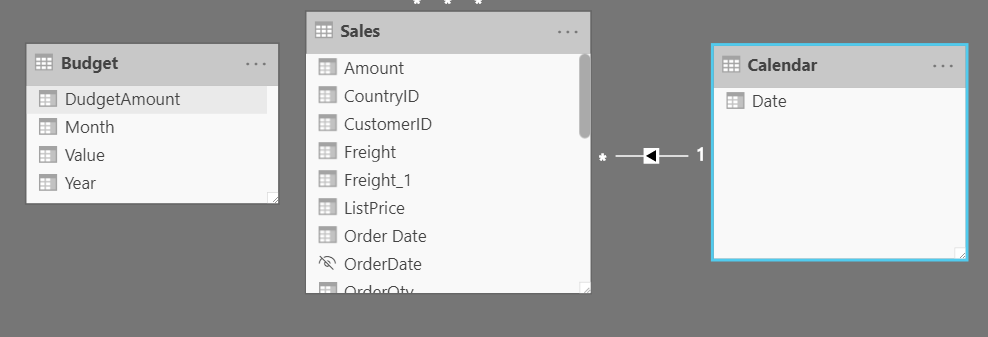 * * *
Budget ...
DudgetAmount
Month
Value
Year
Sales ...
Amount
CountryID
CustomerID
Freight
Freight_1
ListPrice
Order Date
OrderDate
OrderQty
* 1
Calendar ...
Date